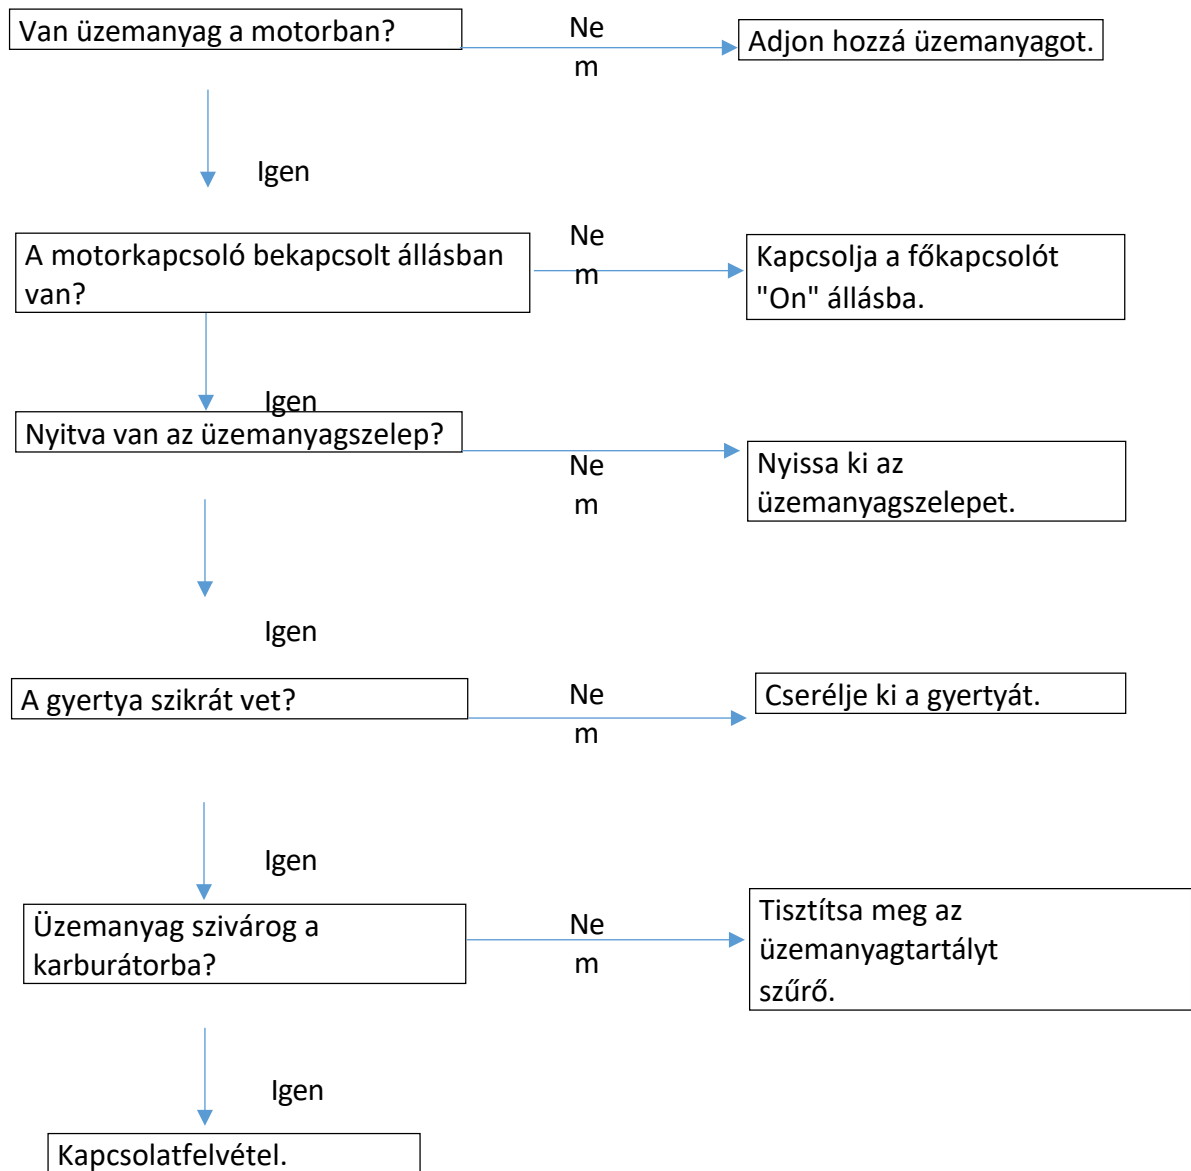 Van üzemanyag a motorban?
Ne
m
Adjon hozzá üzemanyagot.
Igen
A motorkapcsoló bekapcsolt állásban
van?
Ne
m
Kapcsolja a főkapcsolót
"On" állásba.
Igen
Nyitva van az üzemanyagszelep?
Ne
m
Nyissa ki az
üzemanyagszelepet.
Igen
A gyertya szikrát vet?
Ne
m
Cserélje ki a gyertyát.
Igen
Üzemanyag szivárog a
karburátorba?
Ne
m
Tisztítsa meg az
üzemanyagtartályt
szűrő.
Igen
Kapcsolatfelvétel.